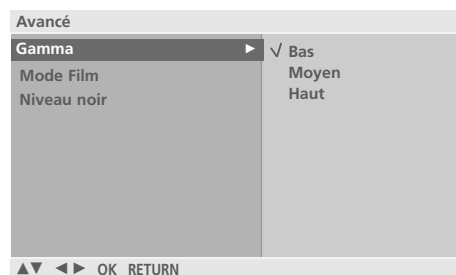 Avancé
Gamma ►
Mode Film
Niveau noir
√ Bas
Moyen
Haut
▲▼ ◄► OK RETURN